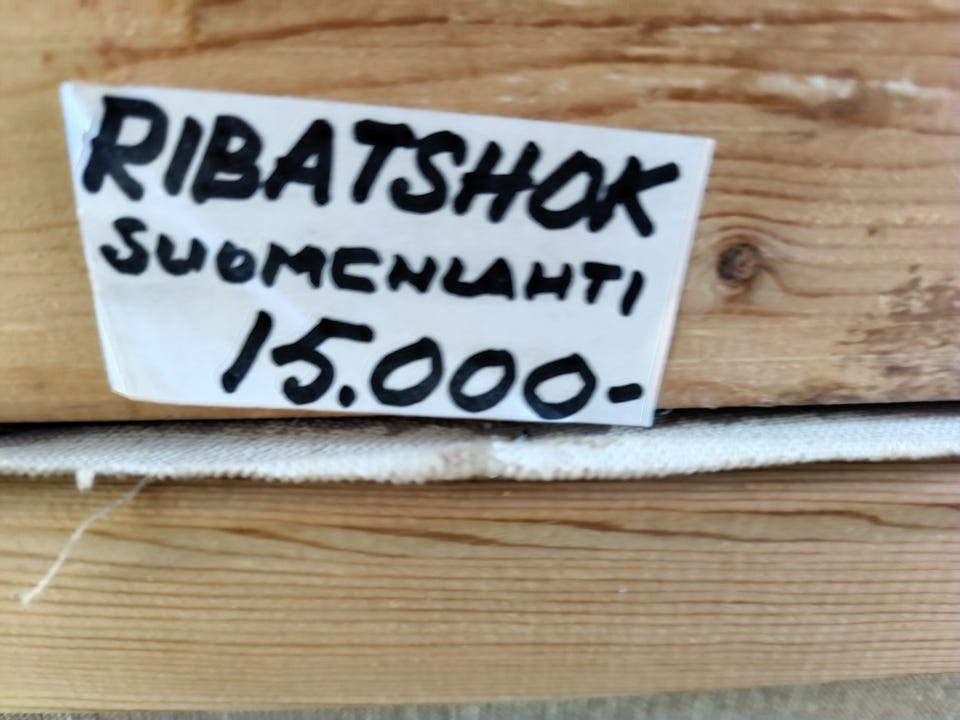 RIBATSHOK
SUOMENLAHTI
15.000-